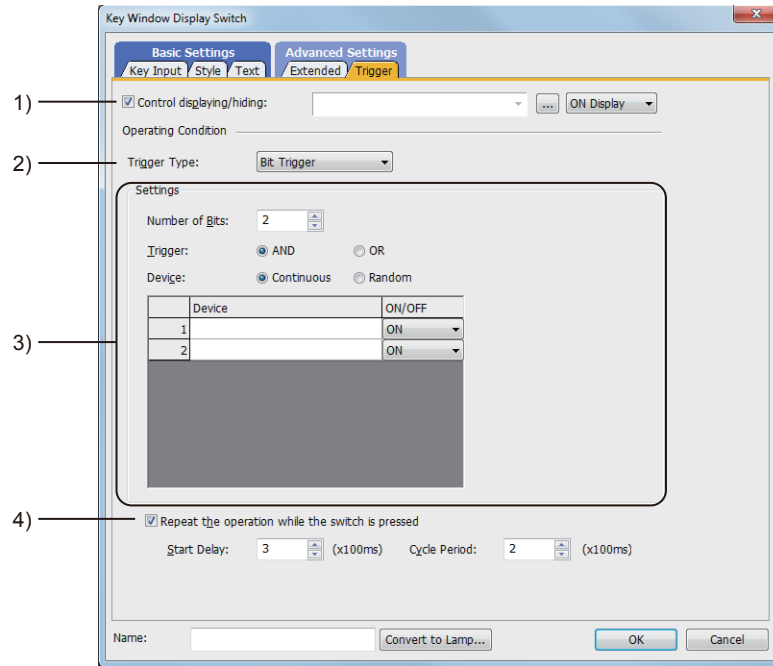 Key Window Display Switch
Basic Settings Advanced Settings
Key Input Style Text Extended Trigger
1) Control displaying/hiding: ... ON Display
Operating Condition
2) Trigger Type: Bit Trigger
Settings
Number of Bits: 2
Trigger: AND OR
Device: Continuous Random
Device ON/OFF
1 ON
2 ON
3)
4) Repeat the operation while the switch is pressed
Start Delay: 3 (x100ms) Cycle Period: 2 (x100ms)
Name: Convert to Lamp... OK Cancel